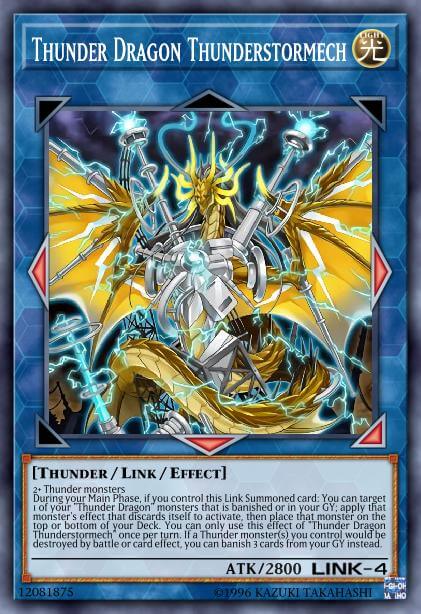 Thunder Dragon Thunderstormech
LIGHT
光
[Thunder / Link / Effect]
2+ Thunder monsters
During your Main Phase, if you control this Link Summoned card: You can target
1 of your "Thunder Dragon" monsters that is banished or in your GY; apply that
monster's effect that discards itself to activate, then place that monster on the
top or bottom of your Deck. You can only use this effect of "Thunder Dragon
Thunderstormech" once per turn. If a Thunder monster(s) you control would be
destroyed by battle or card effect, you can banish 3 cards from your GY instead.
ATK/2800 LINK-4
12081875 ©1996 KAZUKI TAKAHASHI